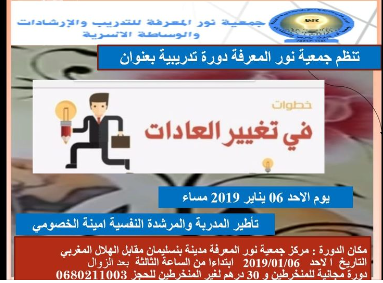 جمعية نور المعرفة للتدريب والإرشادات
والوساطة الاسرية
تنظم جمعية نور المعرفة دورة تدريبية بعنوان
خطوات
في تغيير العادات
يوم الاحد 06 يناير 2019 مساء
تأطير المدربة والمرشدة النفسية امينة الخصومي
مكان الدورة : مركز جمعية نور المعرفة مدينة بنسليمان مقابل الهلال المغربي
التاريخ الاحد 2019/01/06 ابتداءا من الساعة الثالثة بعد الزوال
دورة مجانية للمنخرطين و 30 درهم لغير المنخرطين للحجز 0680211003